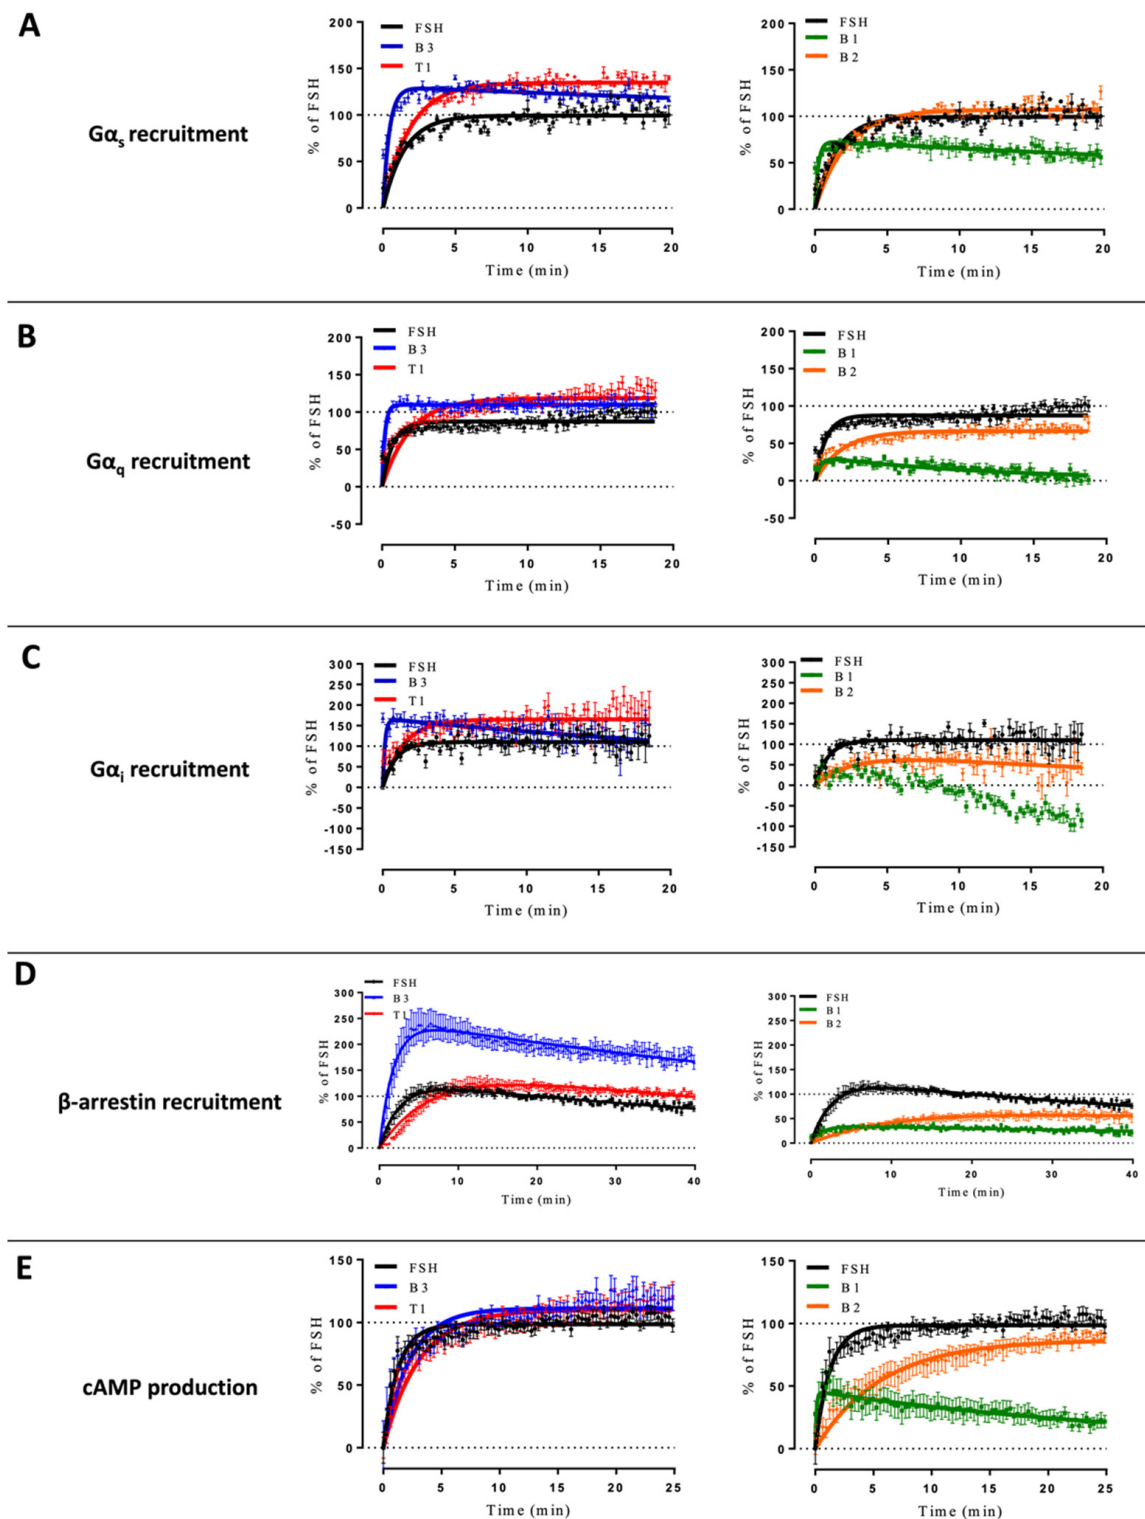 A
Gαs recruitment
% of FSH
200
150
100
50
0
FSH
B3
T1
0 5 10 15 20
Time (min)
% of FSH
200
150
100
50
0
FSH
B1
B2
0 5 10 15 20
Time (min)
B
Gαq recruitment
% of FSH
200
150
100
50
0
-50
FSH
B3
T1
0 5 10 15 20
Time (min)
% of FSH
200
150
100
50
0
-50
FSH
B1
B2
0 5 10 15 20
Time (min)
C
Gαi recruitment
% of FSH
300
250
200
150
100
50
0
-50
-100
-150
FSH
B3
T1
0 5 10 15 20
Time (min)
% of FSH
300
250
200
150
100
50
0
-50
-100
-150
FSH
B1
B2
0 5 10 15 20
Time (min)
D
β-arrestin recruitment
% of FSH
300
250
200
150
100
50
0
FSH
B3
T1
0 10 20 30 40
Time (min)
% of FSH
300
250
200
150
100
50
0
FSH
B1
B2
0 10 20 30 40
Time (min)
E
cAMP production
% of FSH
150
100
50
0
FSH
B3
T1
0 5 10 15 20 25
Time (min)
% of FSH
150
100
50
0
FSH
B1
B2
0 5 10 15 20 25
Time (min)